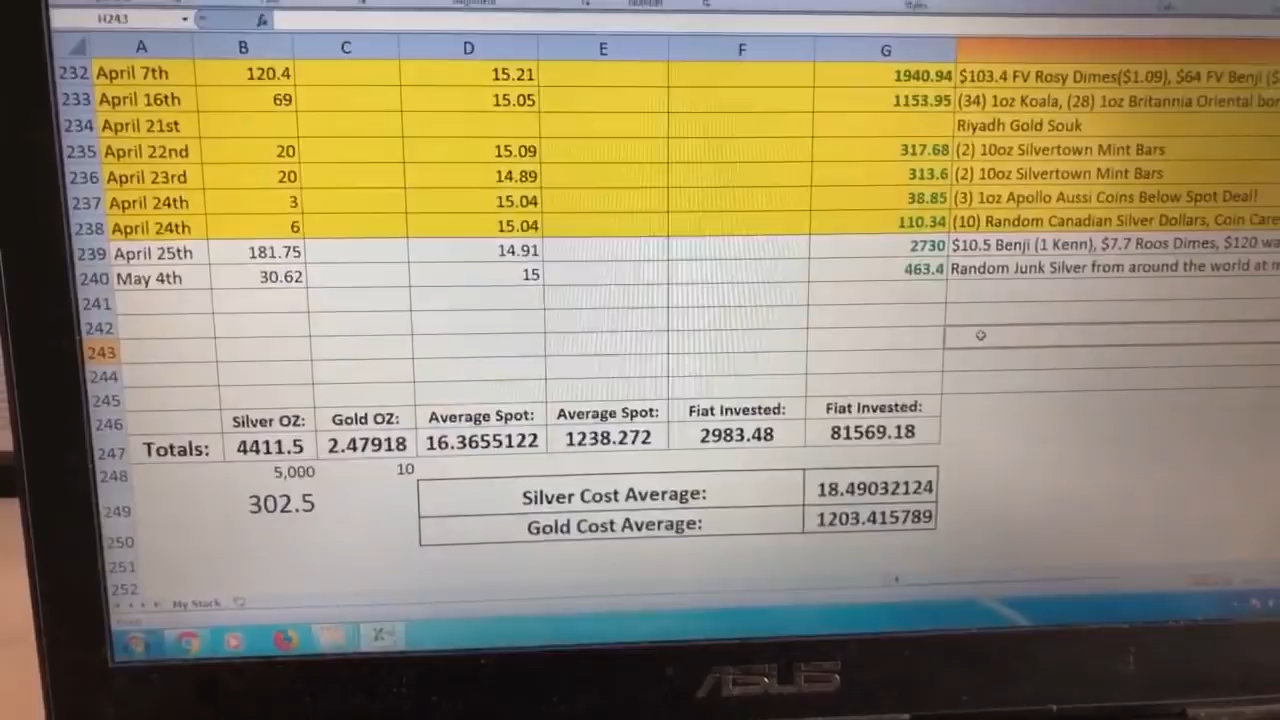 H243
A B C D E F G
232 April 7th 120.4 15.21 1940.94 $103.4 FV Rosy Dimes($1.09), $64 FV Benji ($
233 April 16th 69 15.05 1153.95 (34) 1oz Koala, (28) 1oz Britannia Oriental bor
234 April 21st Riyadh Gold Souk
235 April 22nd 20 15.09 317.68 (2) 10oz Silvertown Mint Bars
236 April 23rd 20 14.89 313.6 (2) 10oz Silvertown Mint Bars
237 April 24th 3 15.04 38.85 (3) 1oz Apollo Aussi Coins Below Spot Deal!
238 April 24th 6 15.04 110.34 (10) Random Canadian Silver Dollars, Coin Care
239 April 25th 181.75 14.91 2730 $10.5 Benji (1 Kenn), $7.7 Roos Dimes, $120 wa
240 May 4th 30.62 15 463.4 Random Junk Silver from around the world at
241
242
243
244
245
246 Silver OZ: Gold OZ: Average Spot: Average Spot: Fiat Invested: Fiat Invested:
247 Totals: 4411.5 2.47918 16.3655122 1238.272 2983.48 81569.18
248 5,000 10
249 302.5 Silver Cost Average: 18.49032124
Gold Cost Average: 1203.415789
250
251
252
My Stack
ASUS